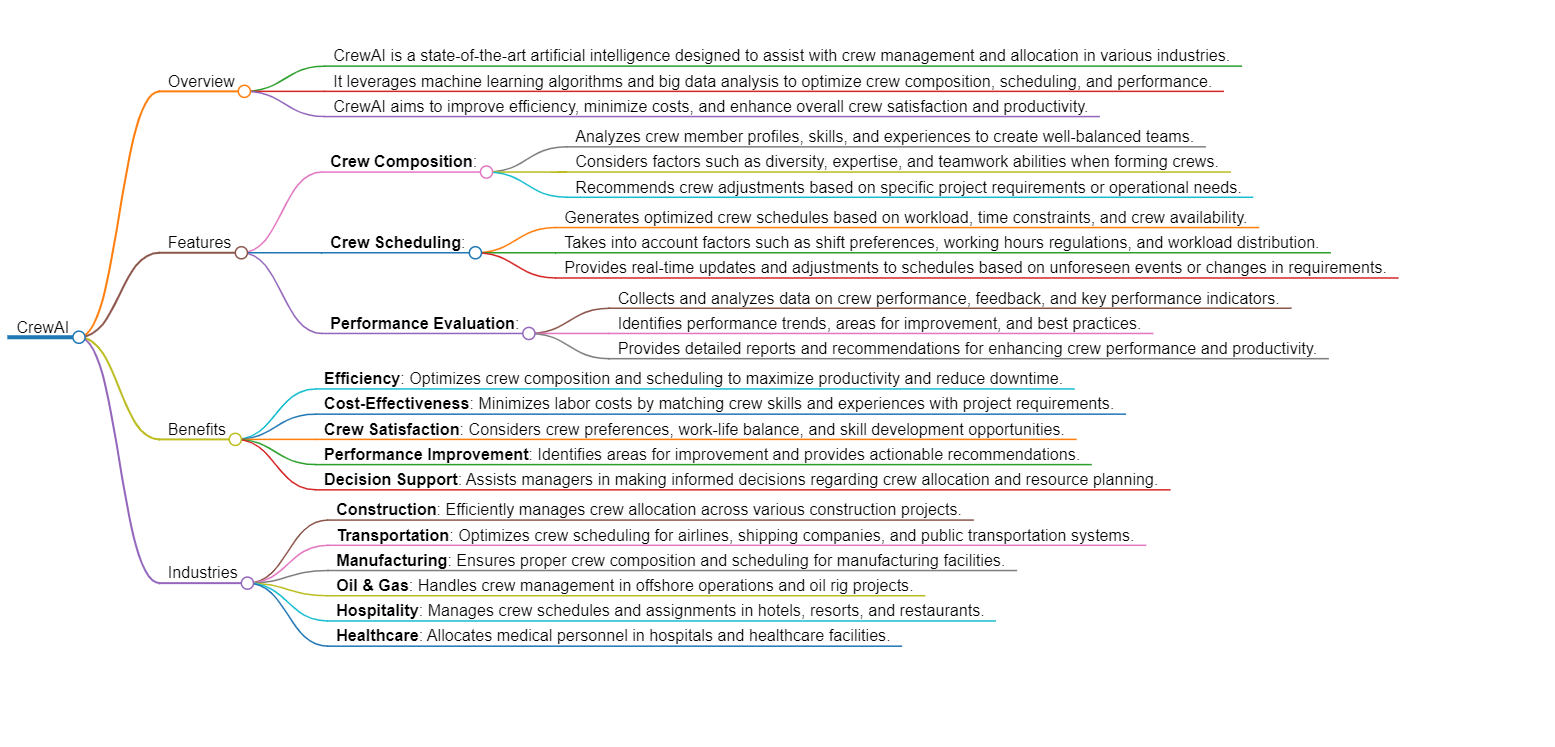 CrewAI
Overview
CrewAI is a state-of-the-art artificial intelligence designed to assist with crew management and allocation in various industries.
It leverages machine learning algorithms and big data analysis to optimize crew composition, scheduling, and performance.
CrewAI aims to improve efficiency, minimize costs, and enhance overall crew satisfaction and productivity.
Features
Crew Composition:
Analyzes crew member profiles, skills, and experiences to create well-balanced teams.
Considers factors such as diversity, expertise, and teamwork abilities when forming crews.
Recommends crew adjustments based on specific project requirements or operational needs.
Crew Scheduling:
Generates optimized crew schedules based on workload, time constraints, and crew availability.
Takes into account factors such as shift preferences, working hours regulations, and workload distribution.
Provides real-time updates and adjustments to schedules based on unforeseen events or changes in requirements.
Performance Evaluation:
Collects and analyzes data on crew performance, feedback, and key performance indicators.
Identifies performance trends, areas for improvement, and best practices.
Provides detailed reports and recommendations for enhancing crew performance and productivity.
Benefits
Efficiency: Optimizes crew composition and scheduling to maximize productivity and reduce downtime.
Cost-Effectiveness: Minimizes labor costs by matching crew skills and experiences with project requirements.
Crew Satisfaction: Considers crew preferences, work-life balance, and skill development opportunities.
Performance Improvement: Identifies areas for improvement and provides actionable recommendations.
Decision Support: Assists managers in making informed decisions regarding crew allocation and resource planning.
Industries
Construction: Efficiently manages crew allocation across various construction projects.
Transportation: Optimizes crew scheduling for airlines, shipping companies, and public transportation systems.
Manufacturing: Ensures proper crew composition and scheduling for manufacturing facilities.
Oil & Gas: Handles crew management in offshore operations and oil rig projects.
Hospitality: Manages crew schedules and assignments in hotels, resorts, and restaurants.
Healthcare: Allocates medical personnel in hospitals and healthcare facilities.